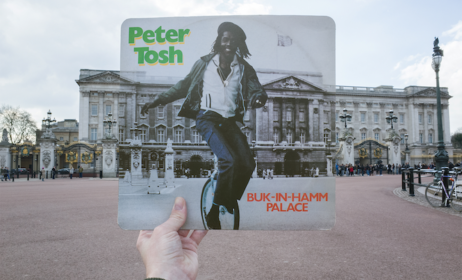 Peter
Tosh
BUK-IN-HAMM
PALACE